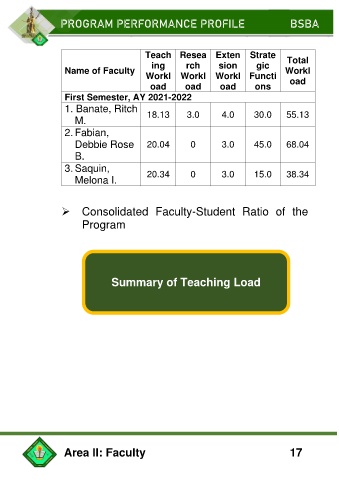 PROGRAM PERFORMANCE PROFILE BSBA
Name of Faculty Teaching Workload Research Workload Extension Workload Strategic Functions Total Workload
First Semester, AY 2021-2022
1. Banate, Ritch M. 18.13 3.0 4.0 30.0 55.13
2. Fabian, Debbie Rose B. 20.04 0 3.0 45.0 68.04
3. Saquin, Melona I. 20.34 0 3.0 15.0 38.34
➢ Consolidated Faculty-Student Ratio of the
Program
Summary of Teaching Load
Area II: Faculty 17